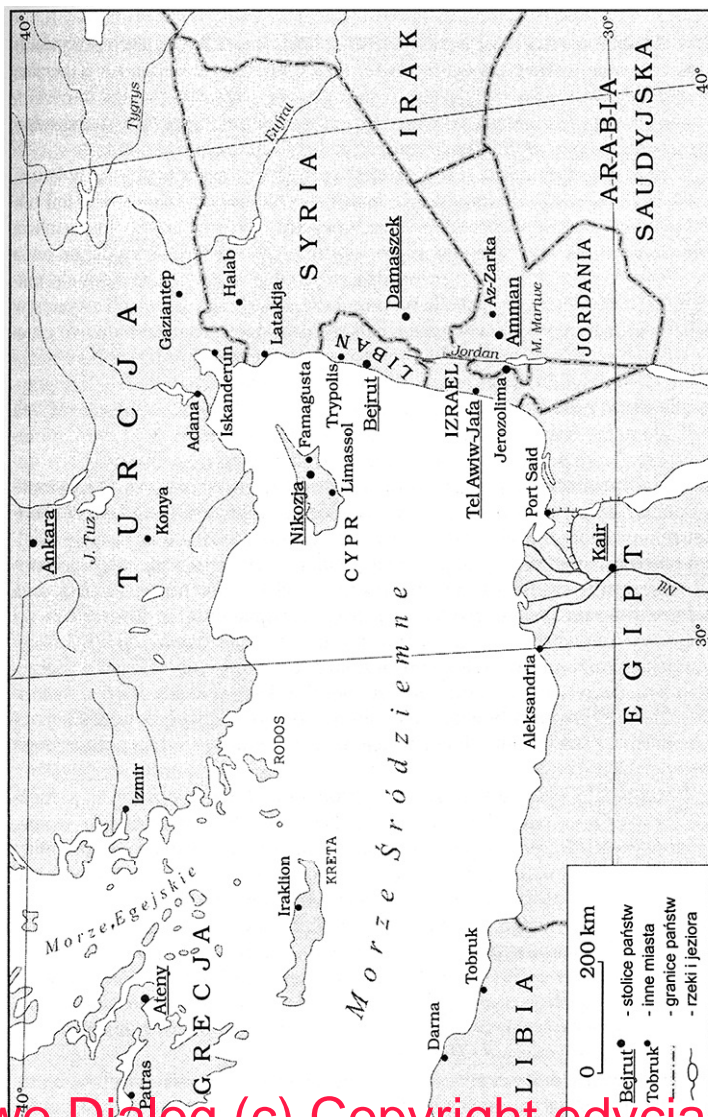 40°
30°
40°
Tygrys
Eufrat
IRAK
SYRIA
ARABIA
SAUDYJSKA
Gaziantep
Halab
Damaszek
Az-Zarka
Amman
M. Martwe
JORDANIA
TURCJA
Adana
Iskanderun
Latakija
LIBAN
Jordan
Famagusta
Trypolis
Bejrut
IZRAEL
Tel Awiw-Jafa
Jerozolima
Ankara
J. Tuz
Konya
Nikozja
Limassol
CYPR
Port Said
Kair
Nil
EGIPT
30°
Aleksandria
Morze Śródziemne
Izmir
RODOS
Morze Egejskie
Iraklion
KRETA
GRECJA
Ateny
Patras
40°
Tobruk
Darna
LIBIA
0 200 km
Bejrut - stolice państw
Tobruk - inne miasta
- granice państw
- rzeki i jeziora
Dialog (c) Copyright edycja